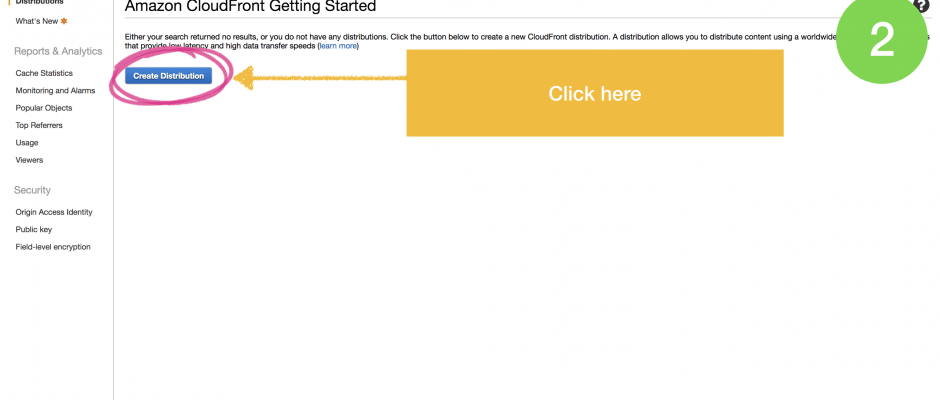 Distributions
What's New
Reports & Analytics
Cache Statistics
Monitoring and Alarms
Popular Objects
Top Referrers
Usage
Viewers
Security
Origin Access Identity
Public key
Field-level encryption
Amazon CloudFront Getting Started
?
Either your search returned no results, or you do not have any distributions. Click the button below to create a new CloudFront distribution. A distribution allows you to distribute content using a worldwide
that provide low latency and high data transfer speeds (learn more)
Create Distribution
Click here
2